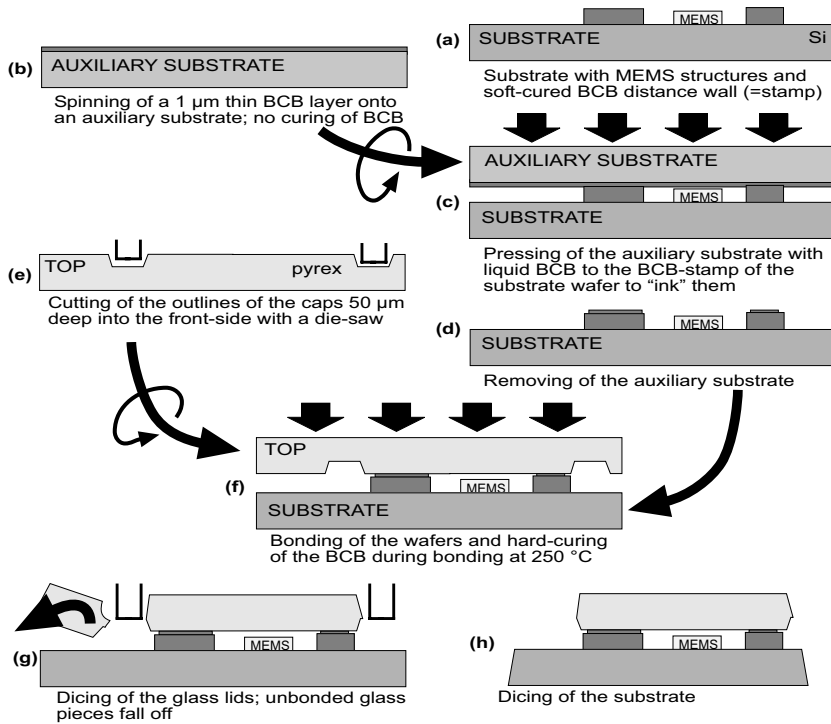 (a)
MEMS
SUBSTRATE Si
Substrate with MEMS structures and
soft-cured BCB distance wall (=stamp)
(b)
AUXILIARY SUBSTRATE
Spinning of a 1 µm thin BCB layer onto
an auxiliary substrate; no curing of BCB
AUXILIARY SUBSTRATE
(c)
MEMS
SUBSTRATE
Pressing of the auxiliary substrate with
liquid BCB to the BCB-stamp of the
substrate wafer to “ink” them
(d)
MEMS
SUBSTRATE
Removing of the auxiliary substrate
(e)
TOP pyrex
Cutting of the outlines of the caps 50 µm
deep into the front-side with a die-saw
TOP
(f)
MEMS
SUBSTRATE
Bonding of the wafers and hard-curing
of the BCB during bonding at 250 °C
(g)
MEMS
Dicing of the glass lids; unbonded glass
pieces fall off
(h)
MEMS
Dicing of the substrate